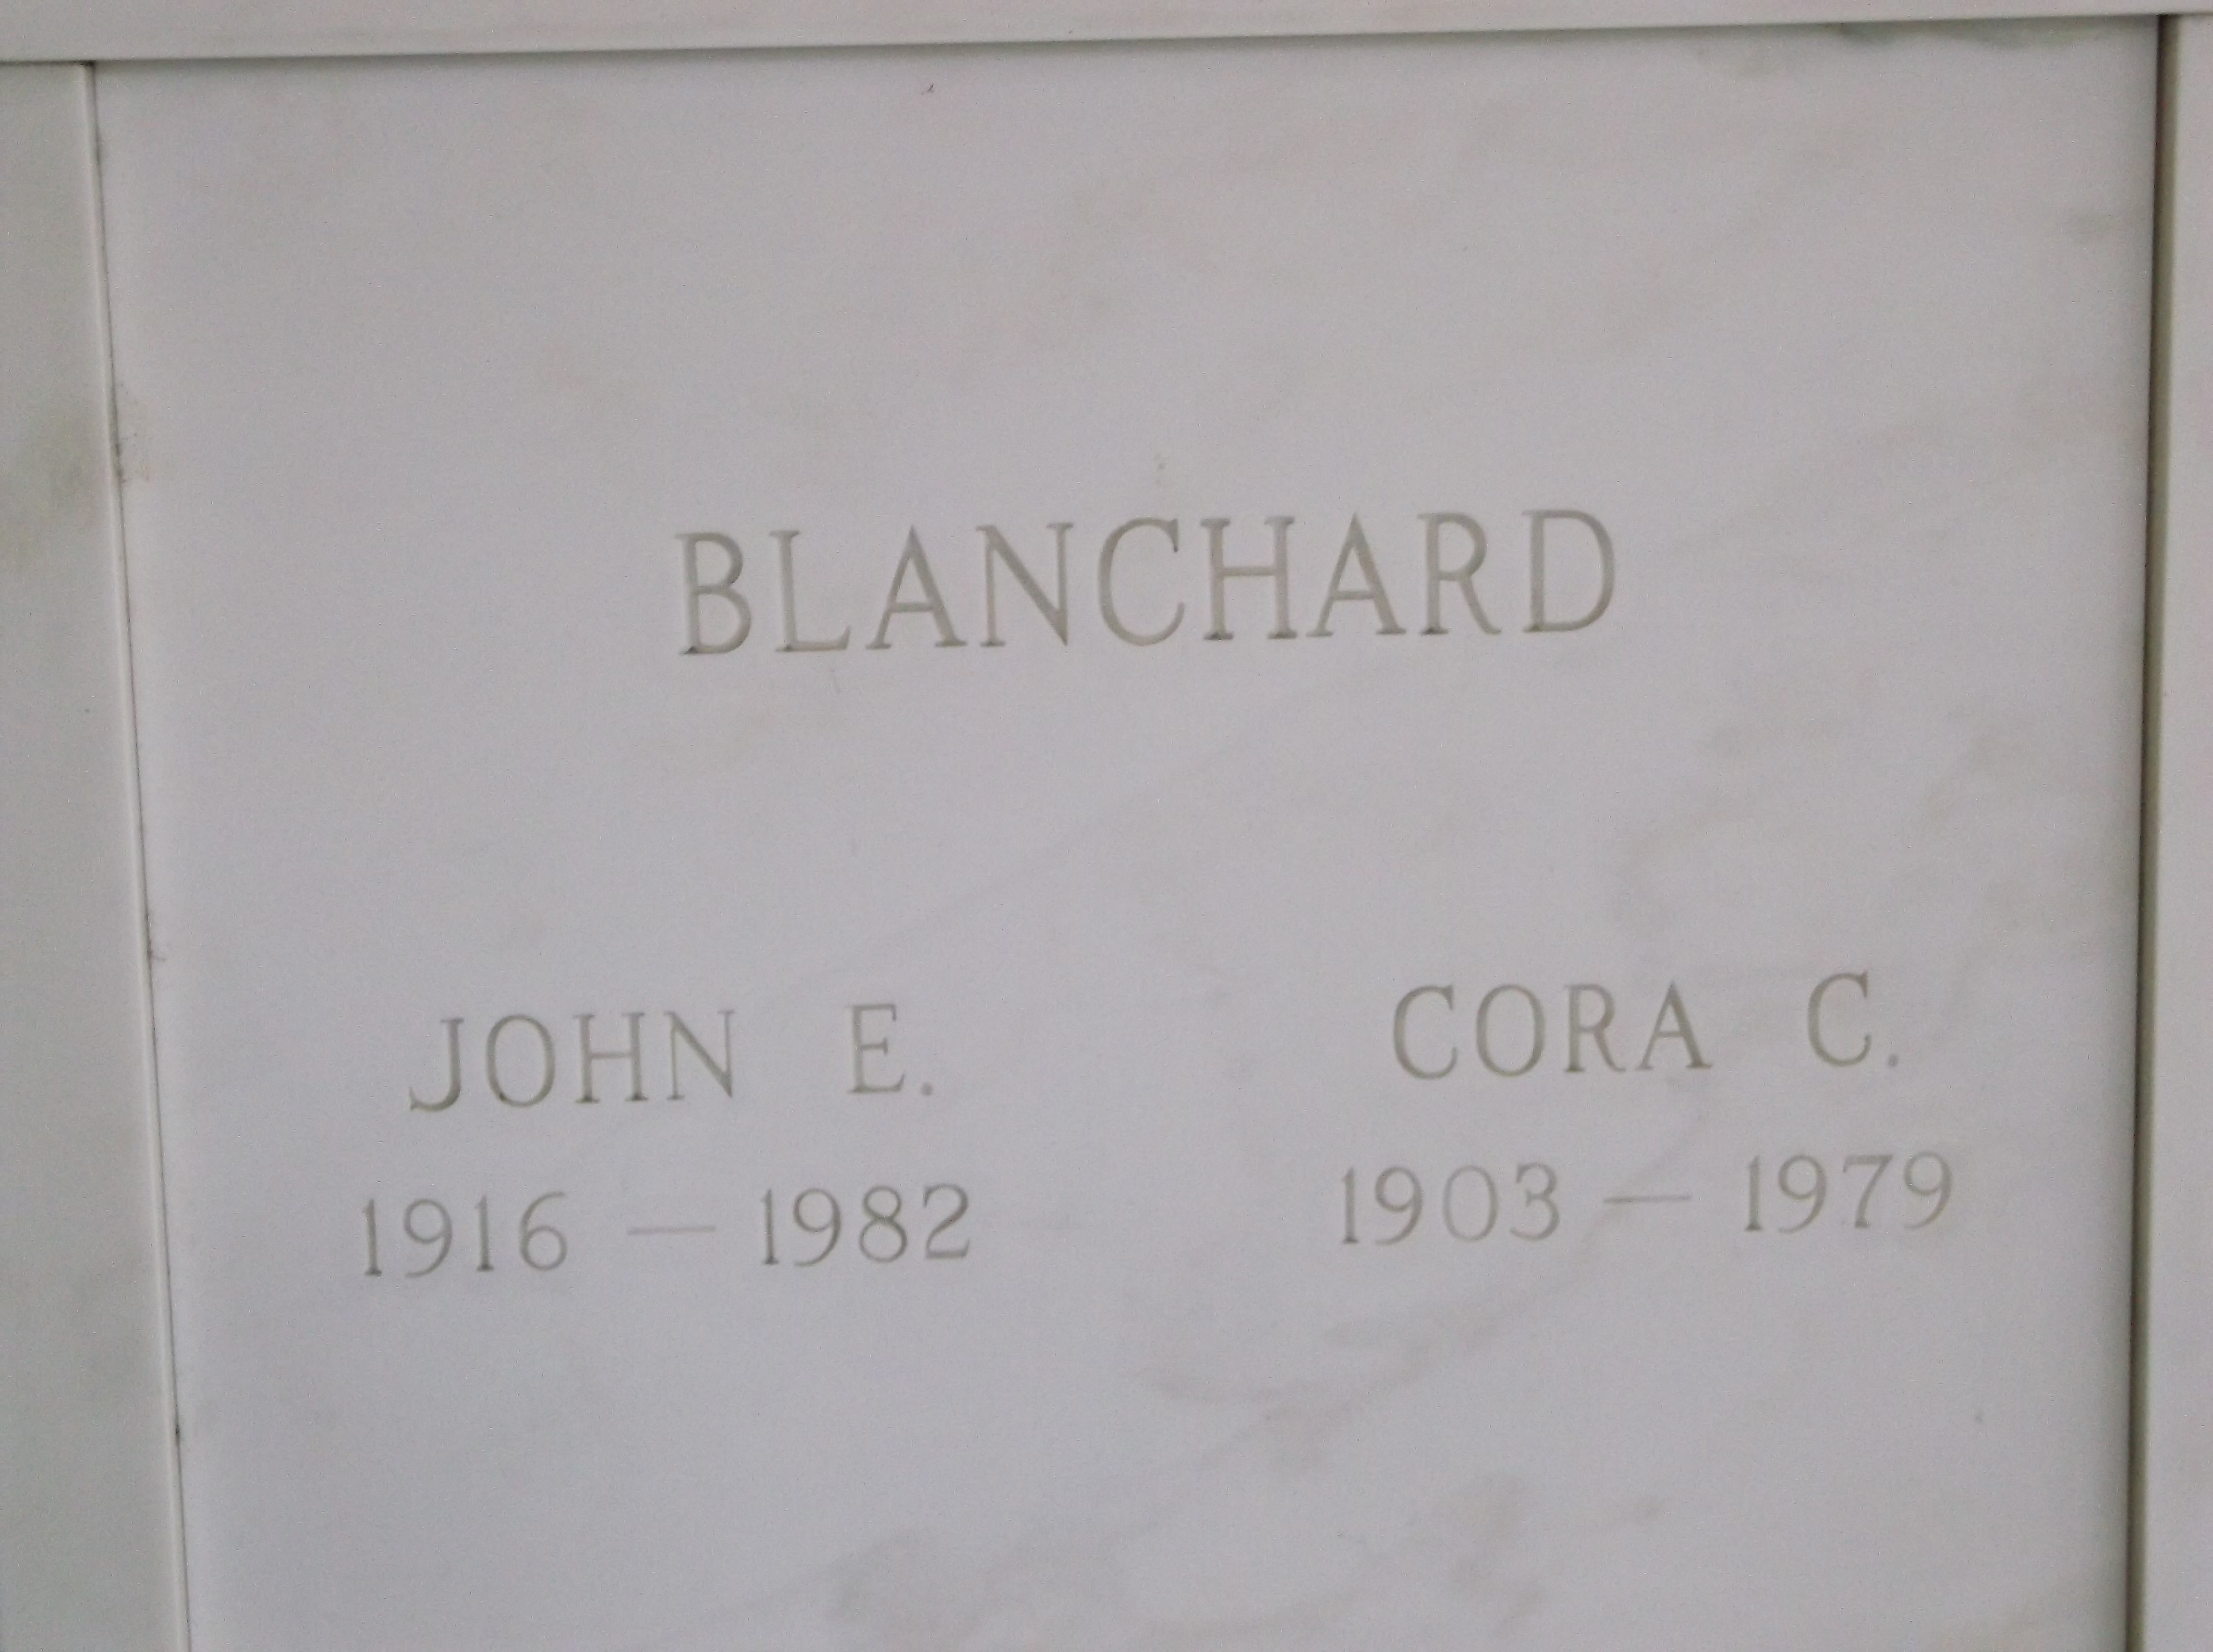 BLANCHARD
JOHN E. CORA C.
1916 — 1982 1903 — 1979